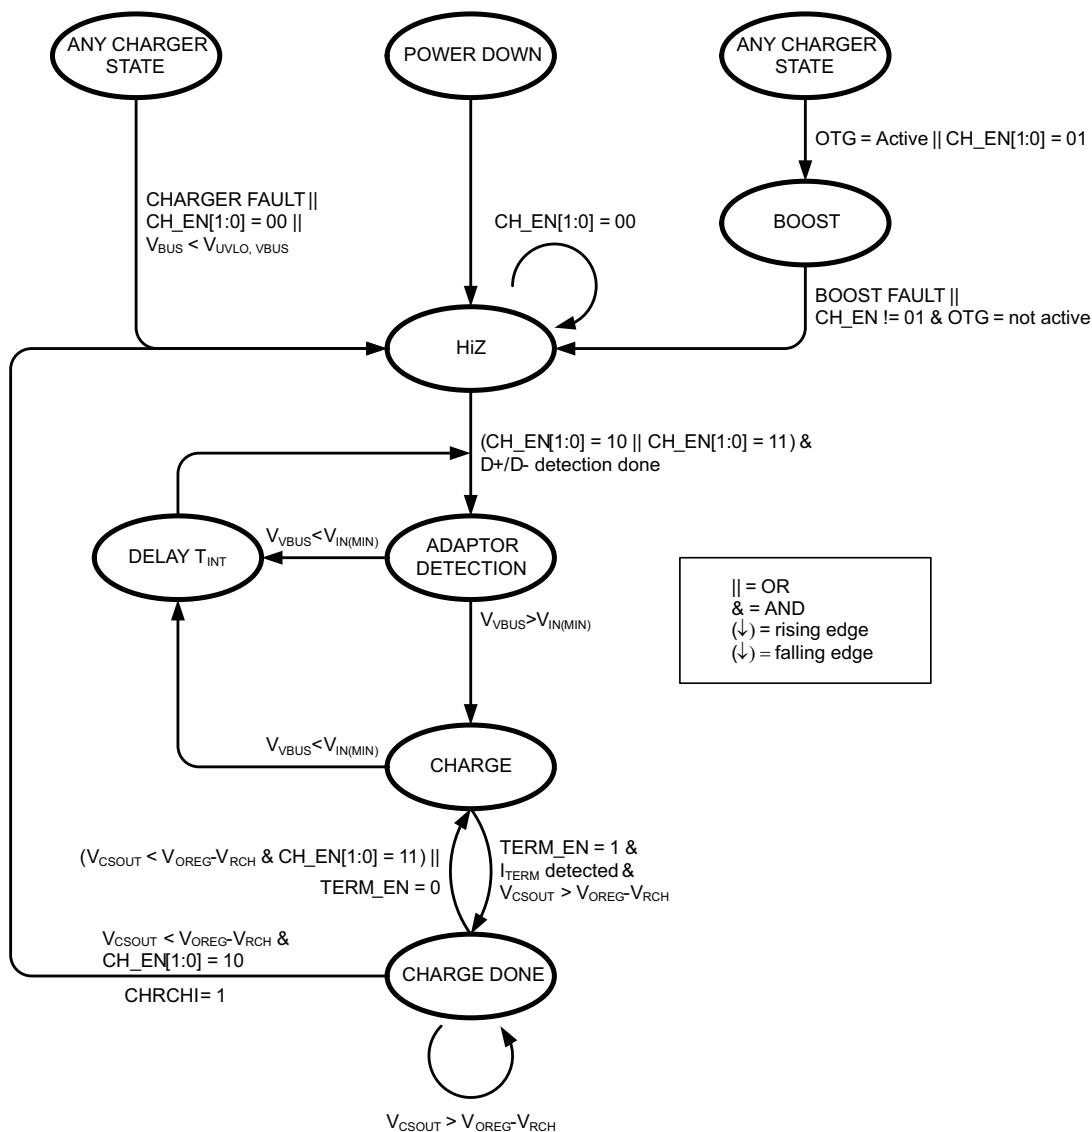 ANY CHARGER
STATE
POWER DOWN
ANY CHARGER
STATE
OTG = Active || CH_EN[1:0] = 01
CHARGER FAULT ||
CH_EN[1:0] = 00 ||
VBUS < VUVLO, VBUS
CH_EN[1:0] = 00
BOOST
BOOST FAULT ||
CH_EN != 01 & OTG = not active
HiZ
(CH_EN[1:0] = 10 || CH_EN[1:0] = 11) &
D+/D- detection done
DELAY TINT
VVBUS<VIN(MIN)
ADAPTOR
DETECTION
|| = OR
& = AND
(↓) = rising edge
(↓) = falling edge
VVBUS>VIN(MIN)
VVBUS<VIN(MIN)
CHARGE
(VCSOUT < VOREG-VRCH & CH_EN[1:0] = 11) ||
TERM_EN = 0
TERM_EN = 1 &
ITERM detected &
VCSOUT > VOREG-VRCH
VCSOUT < VOREG-VRCH &
CH_EN[1:0] = 10
CHRCHI= 1
CHARGE DONE
VCSOUT > VOREG-VRCH